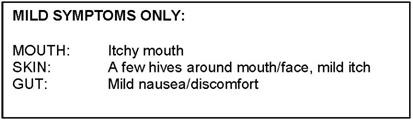 MILD SYMPTOMS ONLY:
MOUTH: Itchy mouth
SKIN: A few hives around mouth/face, mild itch
GUT: Mild nausea/discomfort